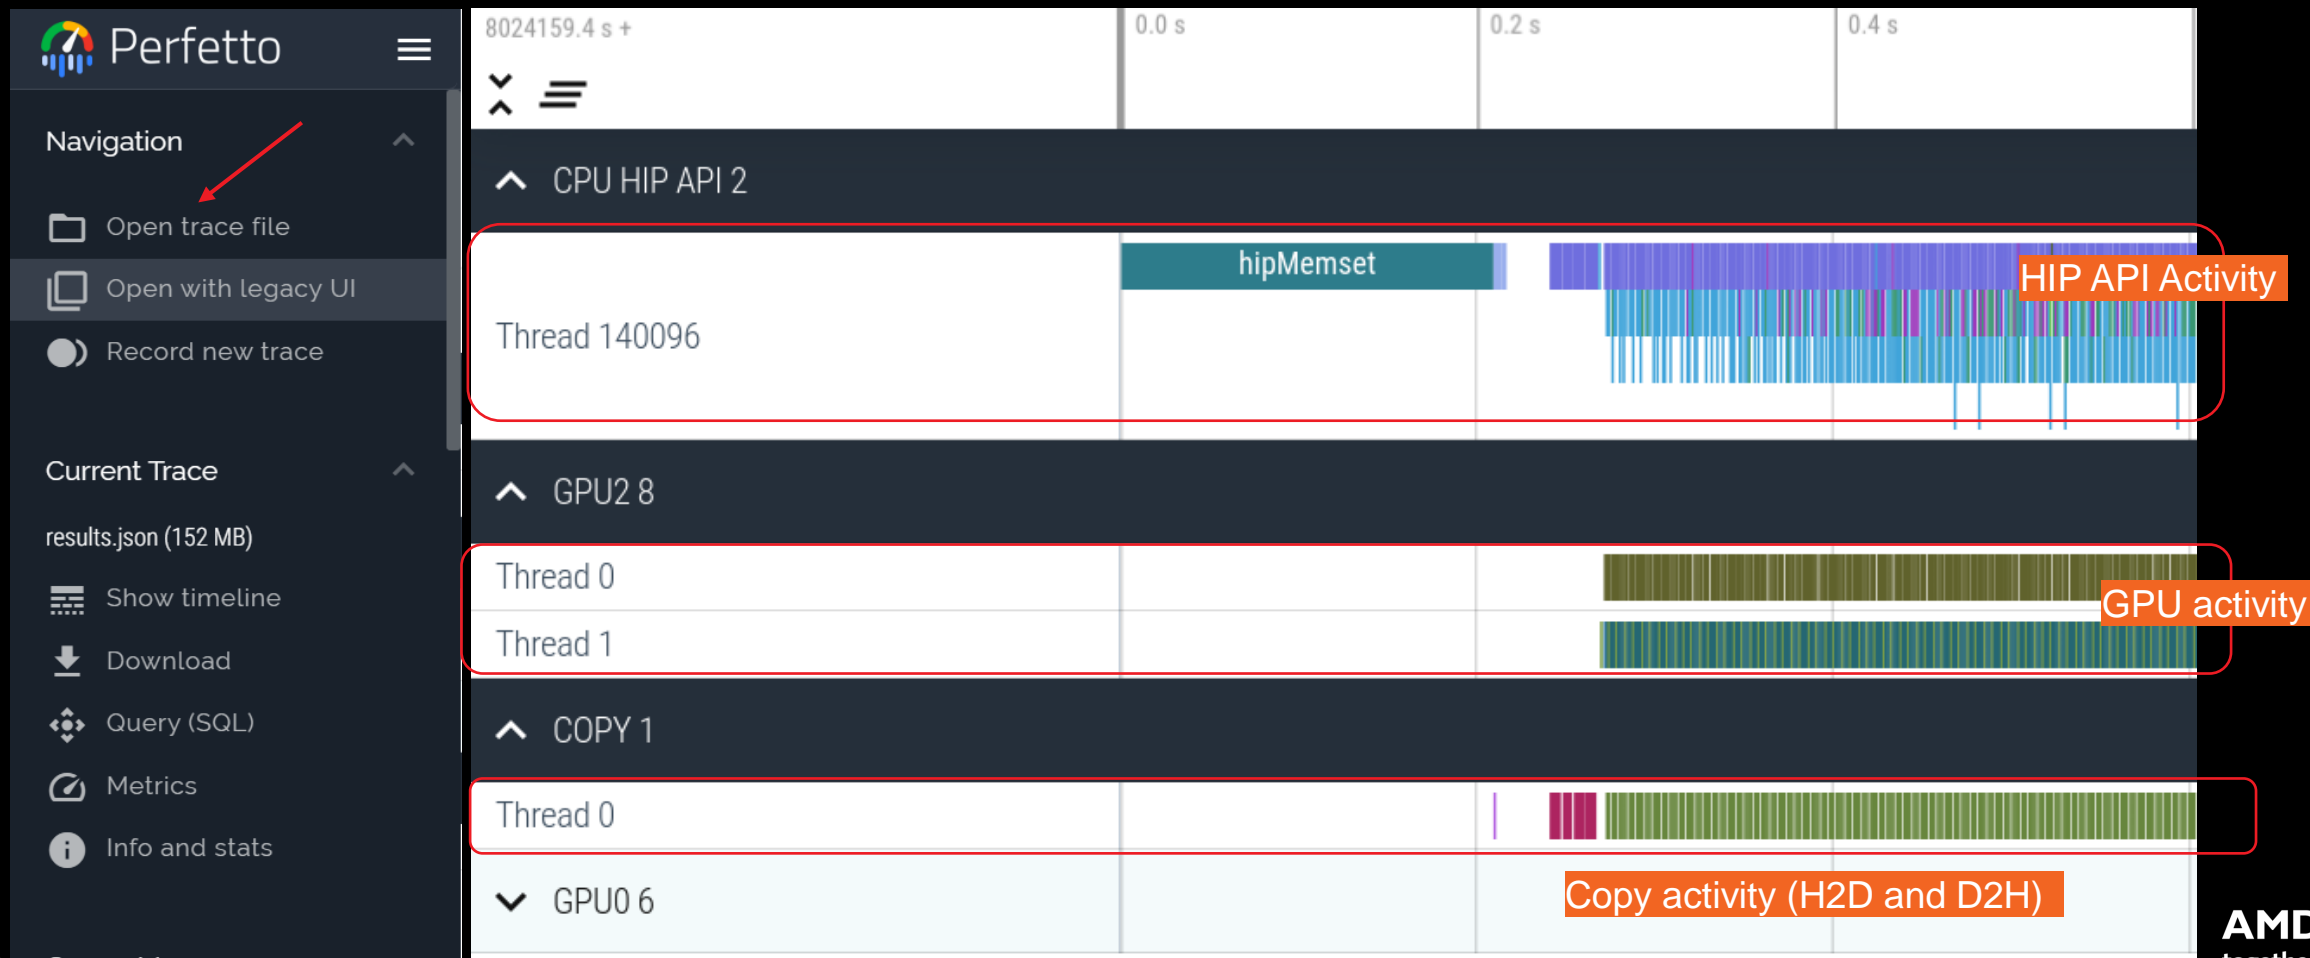 Perfetto
Navigation
Open trace file
Open with legacy UI
Record new trace
Current Trace
results.json (152 MB)
Show timeline
Download
Query (SQL)
Metrics
Info and stats
8024159.4 s +
0.0 s
0.2 s
0.4 s
CPU HIP API 2
hipMemset
HIP API Activity
Thread 140096
GPU2 8
Thread 0
GPU activity
Thread 1
COPY 1
Thread 0
Copy activity (H2D and D2H)
GPU0 6
AMD